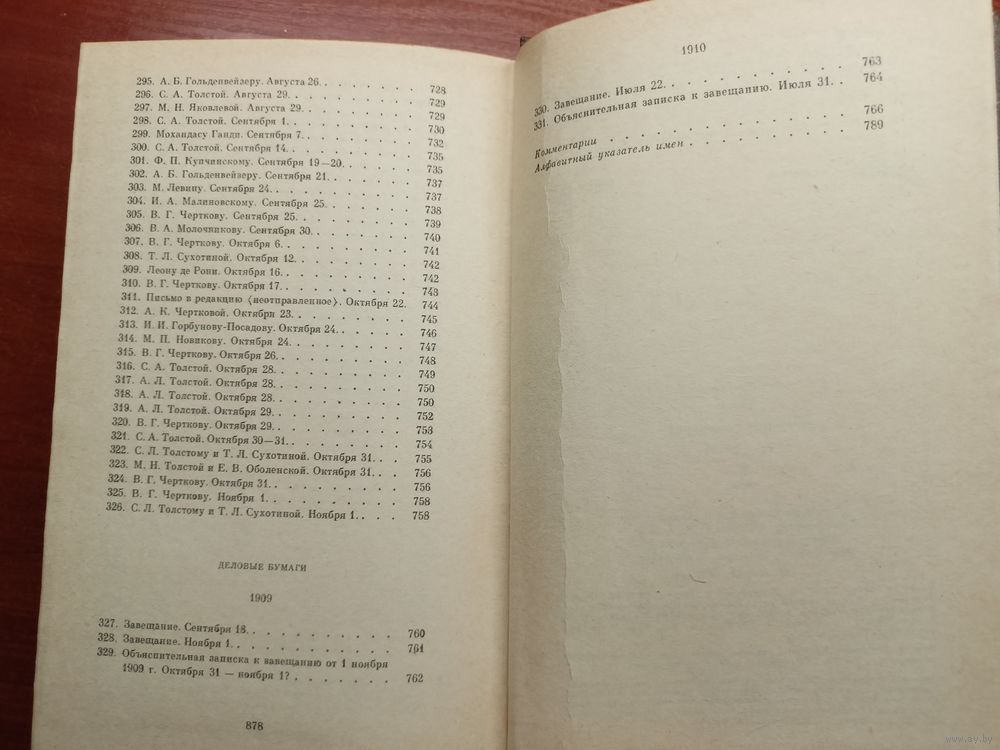 295. А. Б. Гольденвейзеру. Августа 26. . . . . . . . 728
296. С. А. Толстой. Августа 29. . . . . . . . . 729
297. М. Н. Яковлевой. Августа 29. . . . . . . . 729
298. С. А. Толстой. Сентября 1. . . . . . . . . 730
299. Мохандасу Ганди. Сентября 7. . . . . . . . 732
300. С. А. Толстой. Сентября 14. . . . . . . . . 735
301. Ф. П. Купчинскому. Сентября 19—20. . . . . . 735
302. А. Б. Гольденвейзеру. Сентября 21. . . . . . 737
303. М. Левину. Сентября 24. . . . . . . . . . 737
304. И. А. Малиновскому. Сентября 25. . . . . . . 738
305. В. Г. Черткову. Сентября 25. . . . . . . . 739
306. В. А. Молочникову. Сентября 30. . . . . . . 740
307. В. Г. Черткову. Октября 6. . . . . . . . . 741
308. Т. Л. Сухотиной. Октября 12. . . . . . . . 742
309. Леону де Рони. Октября 16. . . . . . . . . 742
310. В. Г. Черткову. Октября 17. . . . . . . . . 743
311. Письмо в редакцию ⟨неотправленное⟩. Октября 22. 744
312. А. К. Чертковой. Октября 23. . . . . . . . 745
313. И. И. Горбунову-Посадову. Октября 24. . . . . 746
314. М. П. Новикову. Октября 24. . . . . . . . . 747
315. В. Г. Черткову. Октября 26. . . . . . . . . 748
316. С. А. Толстой. Октября 28. . . . . . . . . 749
317. А. Л. Толстой. Октября 28. . . . . . . . . 750
318. А. Л. Толстой. Октября 28. . . . . . . . . 750
319. А. Л. Толстой. Октября 29. . . . . . . . . 752
320. В. Г. Черткову. Октября 29. . . . . . . . . 753
321. С. А. Толстой. Октября 30—31. . . . . . . . 754
322. С. Л. Толстому и Т. Л. Сухотиной. Октября 31. . . 755
323. М. Н. Толстой и Е. В. Оболенской. Октября 31. . . 756
324. В. Г. Черткову. Октября 31. . . . . . . . . 756
325. В. Г. Черткову. Ноября 1. . . . . . . . . 758
326. С. Л. Толстому и Т. Л. Сухотиной. Ноября 1. . . . 758
ДЕЛОВЫЕ БУМАГИ
1909
327. Завещание. Сентября 18. . . . . . . . . . 760
328. Завещание. Ноября 1. . . . . . . . . . . 761
329. Объяснительная записка к завещанию от 1 ноября
1909 г. Октября 31 — ноября 1? . . . . . . . . 762
878
1910
330. Завещание. Июля 22. . . . . . . . . . . 763
331. Объяснительная записка к завещанию. Июля 31. . 764
Комментарии . . . . . . . . . . . . . . 766
Алфавитный указатель имен . . . . . . . . . 789
www.ay.by